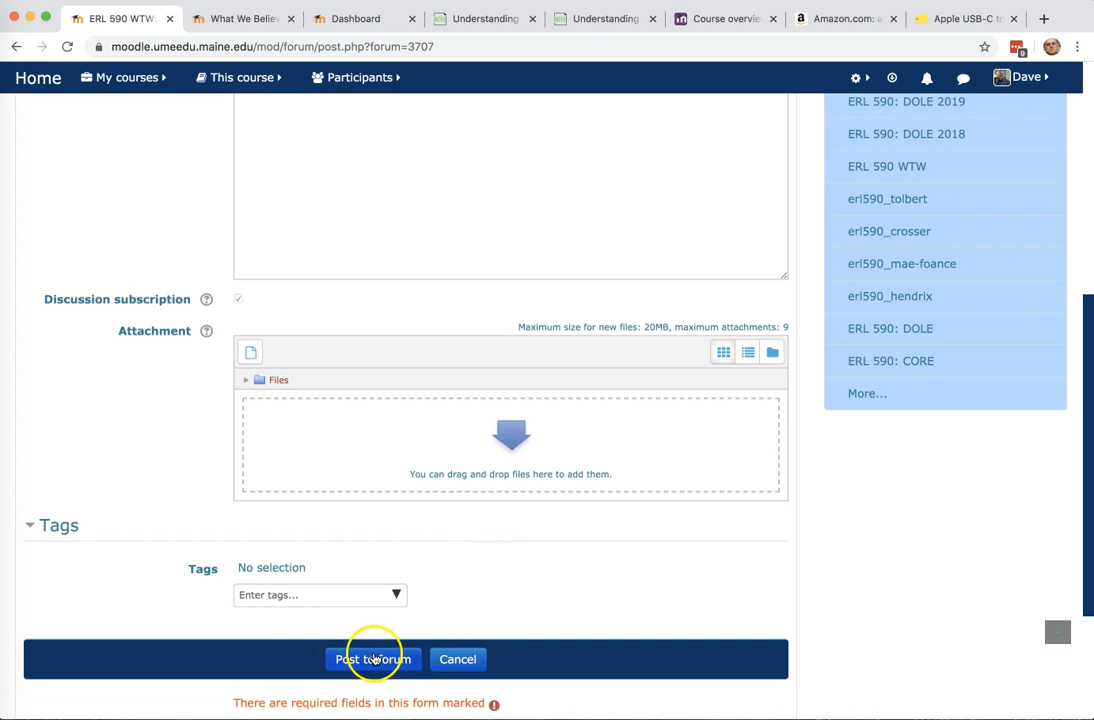 ERL 590 WTW:
What We Believ
Dashboard
Understanding
Understanding
Course overvie
Amazon.com: a
Apple USB-C to
moodle.umeedu.maine.edu/mod/forum/post.php?forum=3707
9
Home
My courses
This course
Participants
Dave
ERL 590: DOLE 2019
ERL 590: DOLE 2018
ERL 590 WTW
erl590_tolbert
erl590_crosser
erl590_mae-foance
erl590_hendrix
ERL 590: DOLE
ERL 590: CORE
More...
Discussion subscription
Attachment
Maximum size for new files: 20MB, maximum attachments: 9
Files
You can drag and drop files here to add them.
Tags
Tags
No selection
Enter tags...
Post to forum
Cancel
There are required fields in this form marked